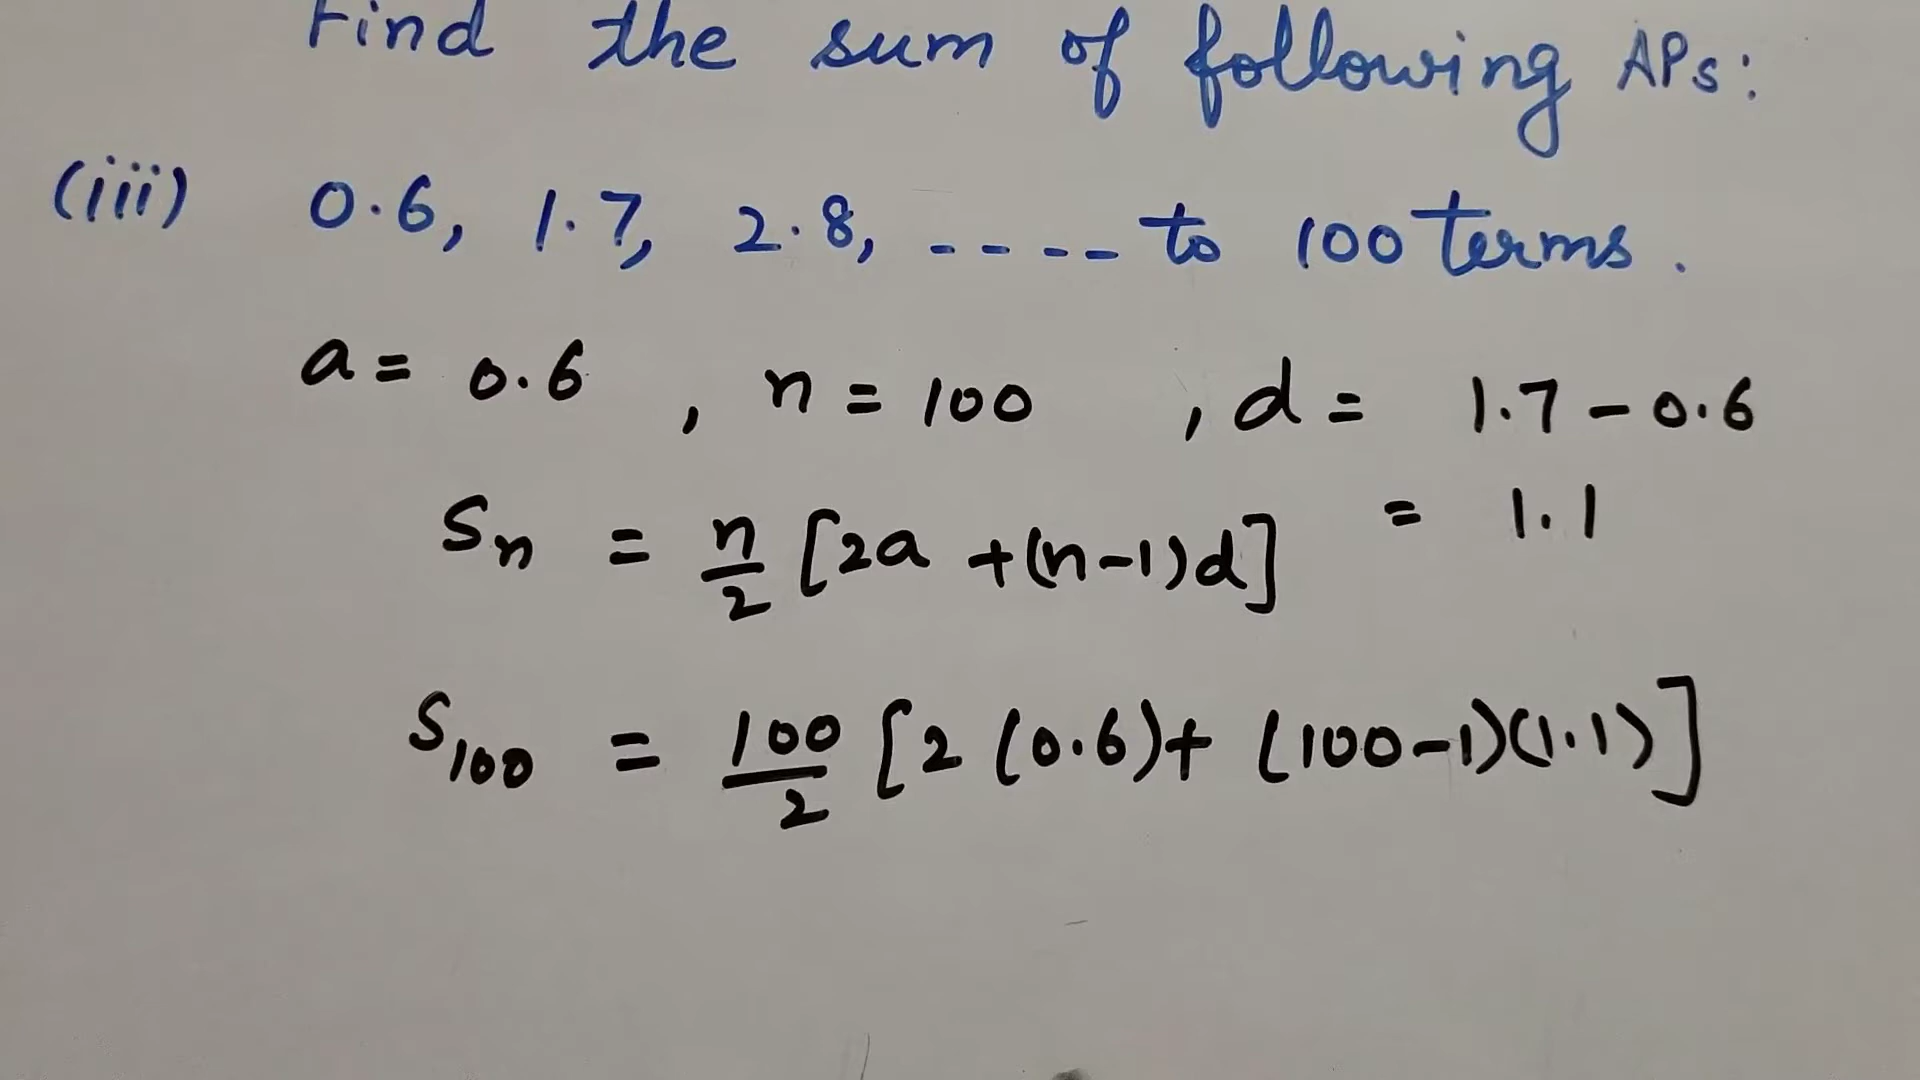 Find the sum of following APs:
(iii) 0.6, 1.7, 2.8, ---- to 100 terms.
a = 0.6 , n = 100 , d = 1.7 - 0.6
= 1.1
Sn = n/2 [2a + (n-1)d]
S100 = 100/2 [2 (0.6) + (100-1)(1.1)]